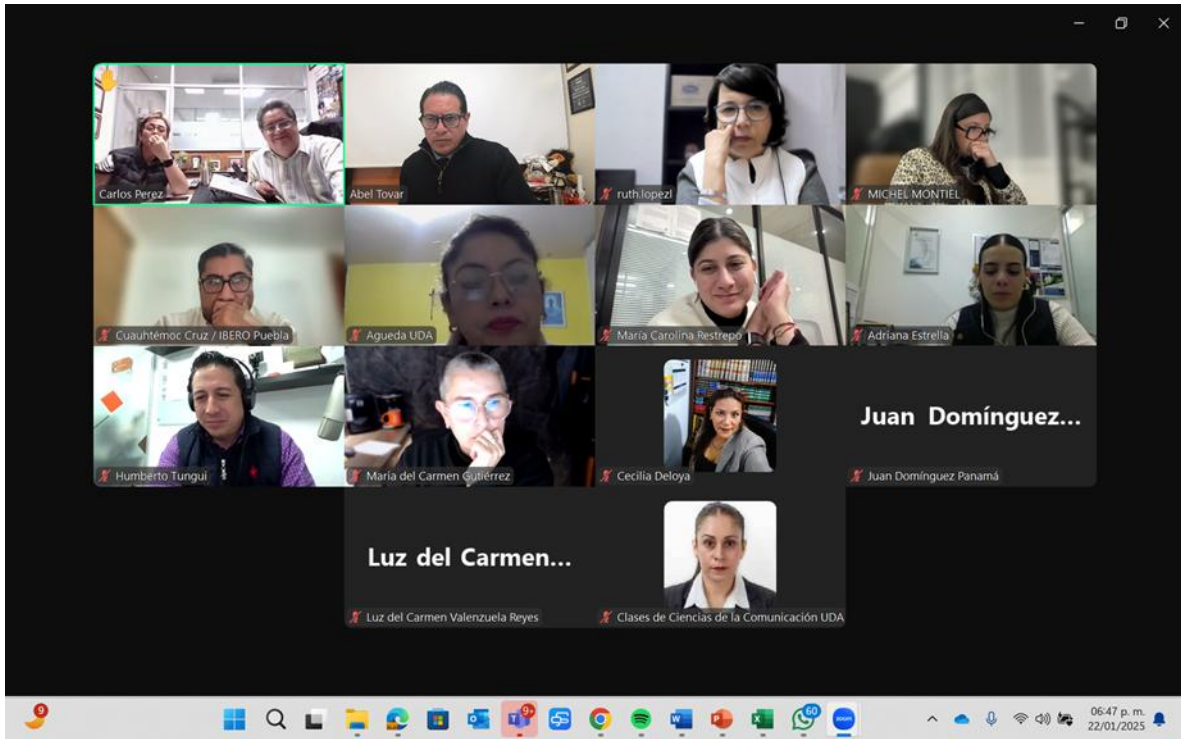 Carlos Perez
Abel Tovar
ruth.lopezl
MICHEL MONTIEL
Cuauhtémoc Cruz / IBERO Puebla
Agueda UDA
María Carolina Restrepo
Adriana Estrella
Humberto Tungui
María del Carmen Gutiérrez
Cecilia Deloya
Juan Domínguez...
Juan Domínguez Panamá
Luz del Carmen...
Luz del Carmen Valenzuela Reyes
Clases de Ciencias de la Comunicación UDA
9
9+
60
zoom
06:47 p. m.
22/01/2025